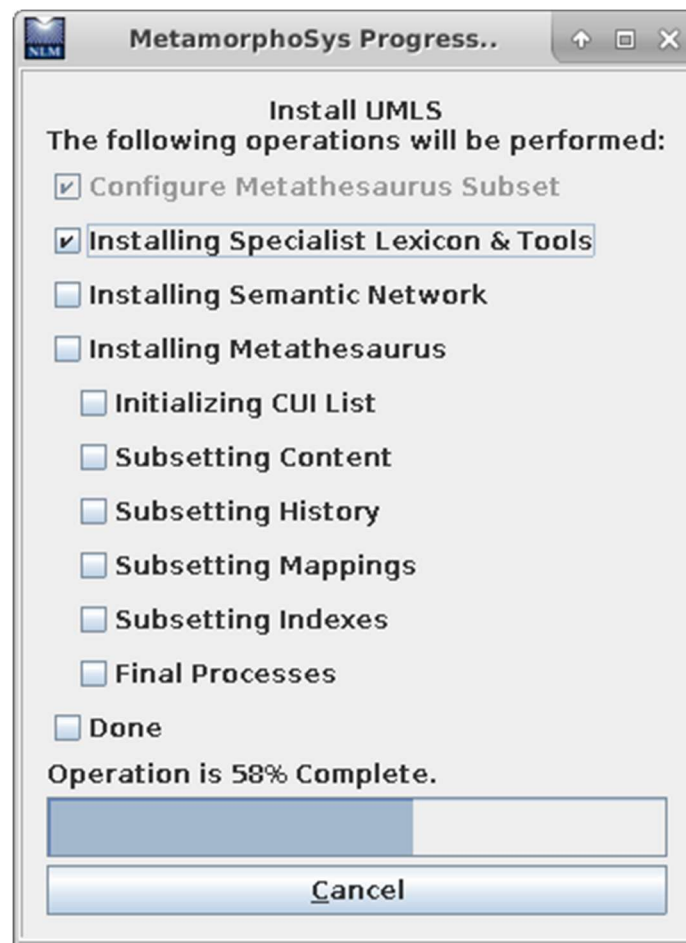 NLM
MetamorphoSys Progress..
Install UMLS
The following operations will be performed:
Configure Metathesaurus Subset
Installing Specialist Lexicon & Tools
Installing Semantic Network
Installing Metathesaurus
Initializing CUI List
Subsetting Content
Subsetting History
Subsetting Mappings
Subsetting Indexes
Final Processes
Done
Operation is 58% Complete.
Cancel